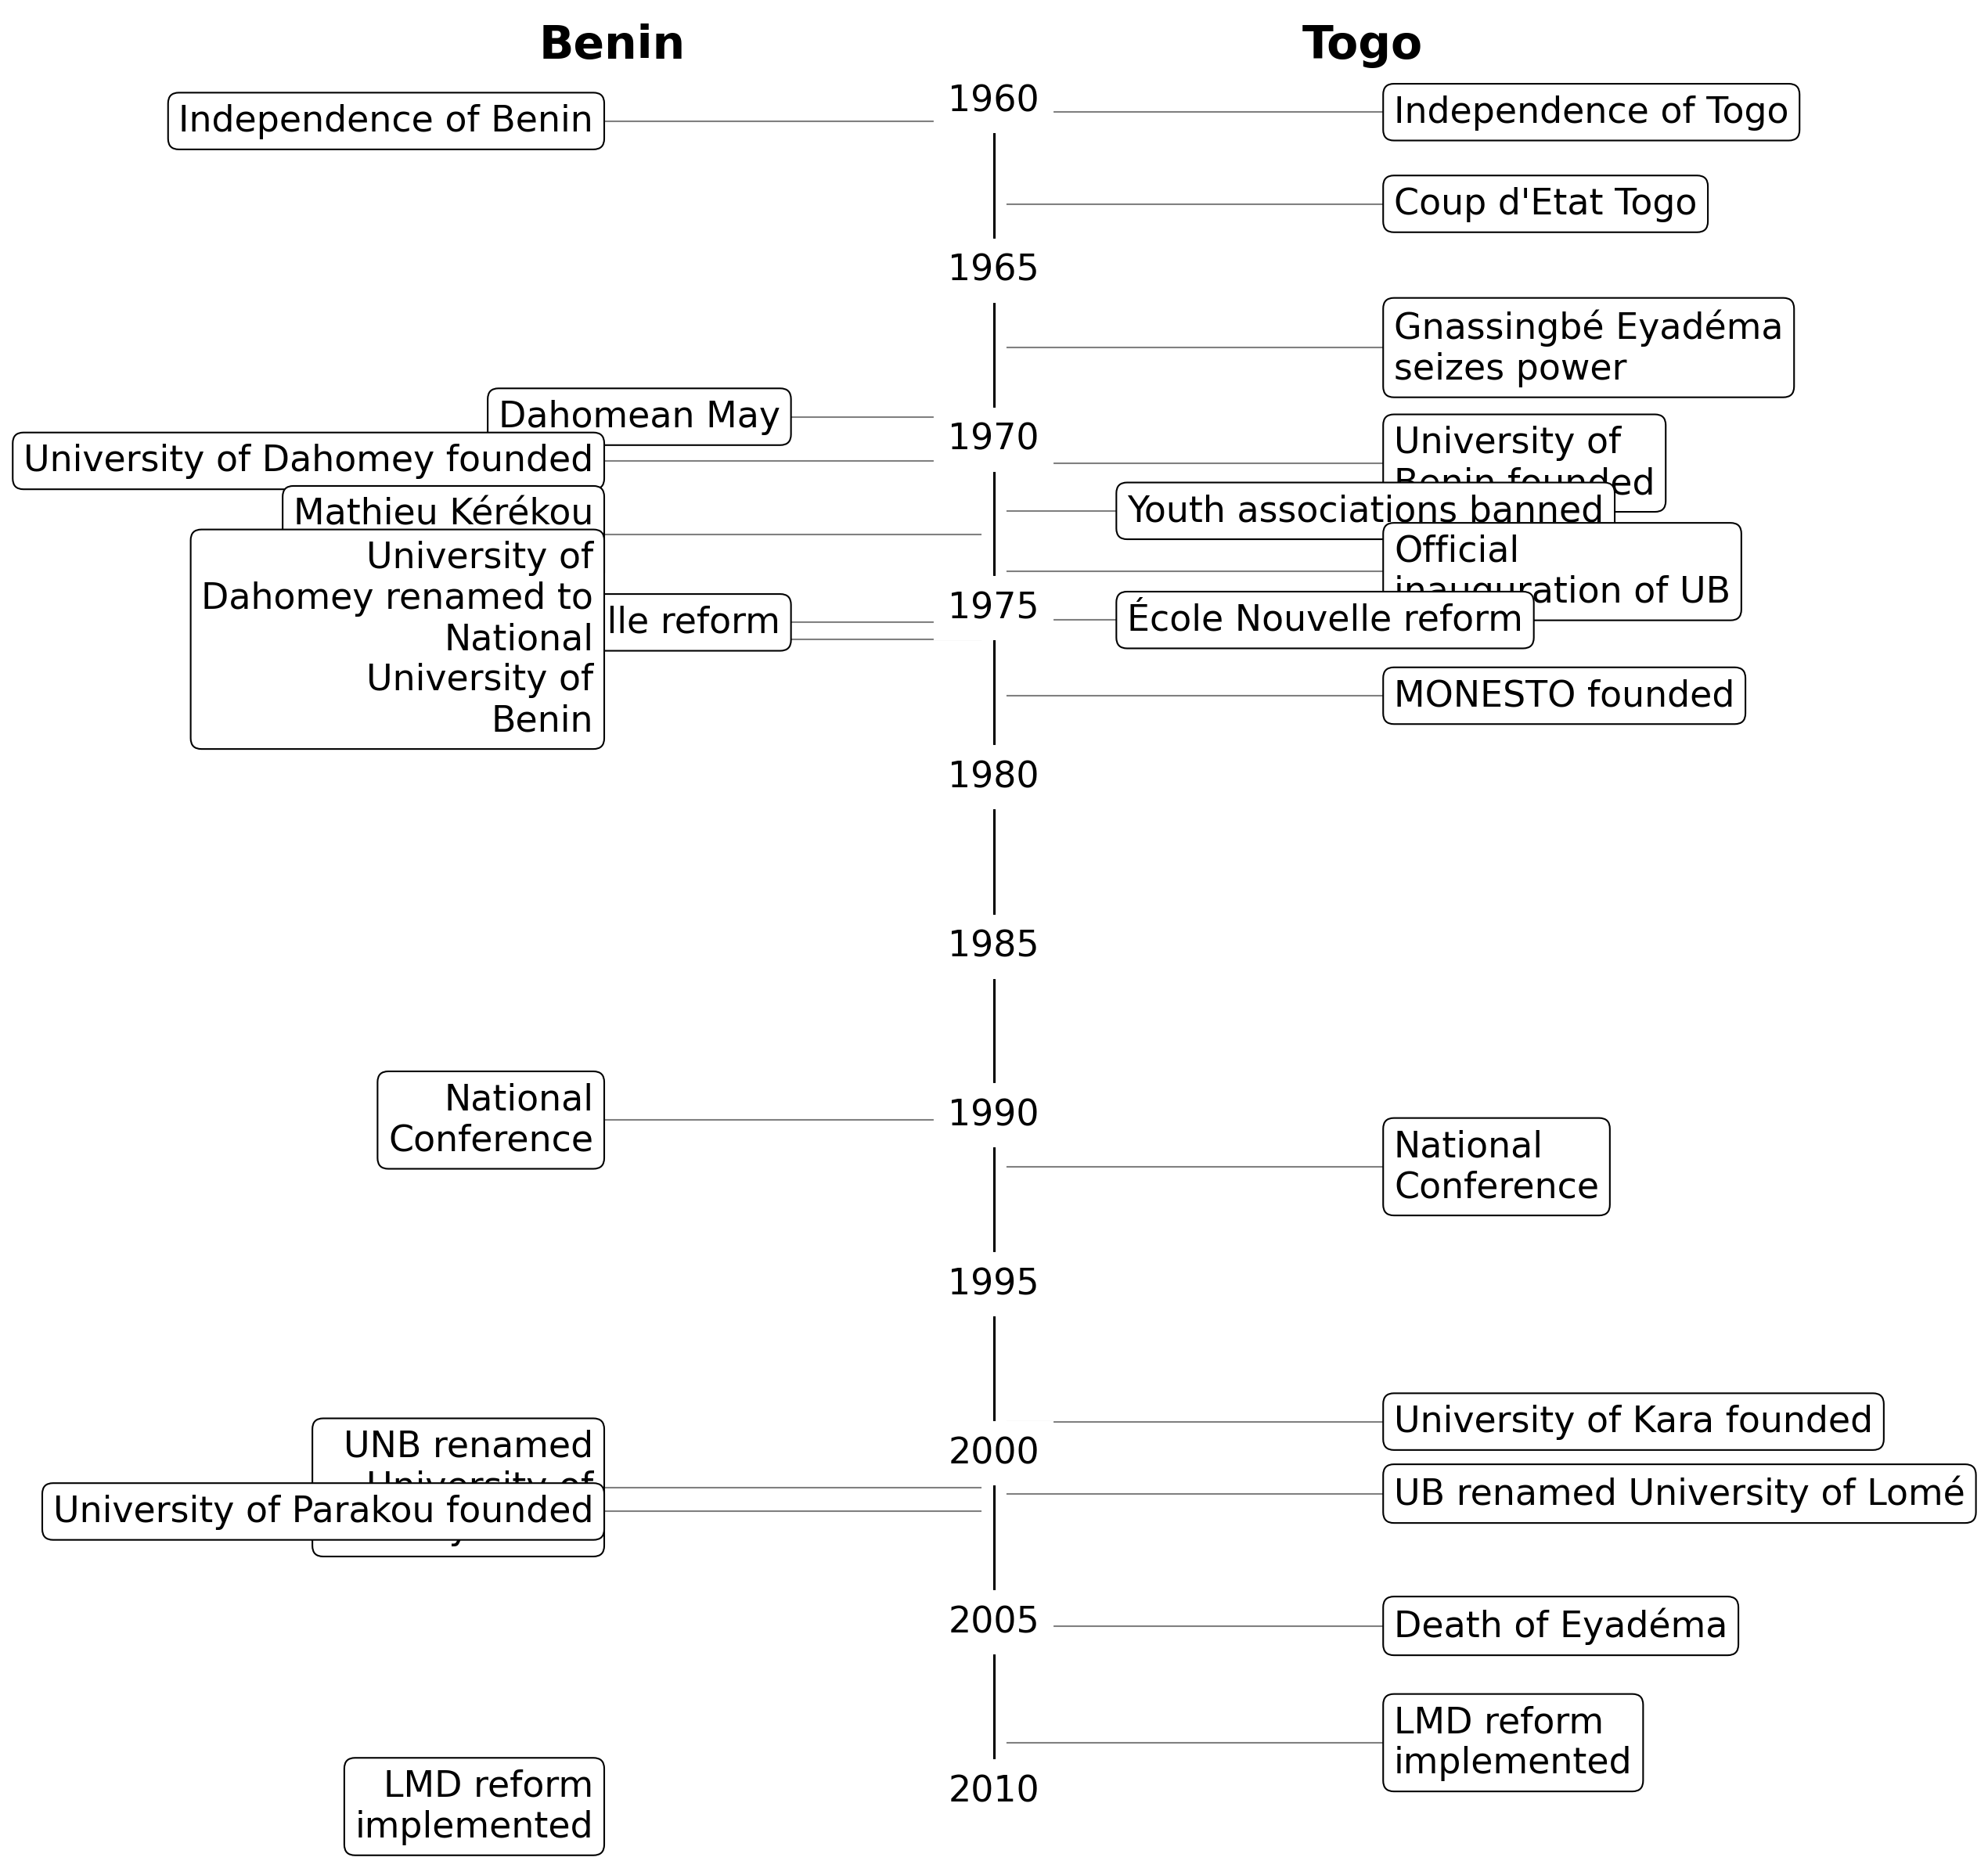 Benin
Togo
1960
Independence of Togo
Independence of Benin
Coup d'Etat Togo
1965
Gnassingbé Eyadéma
seizes power
Dahomean May
1970
University of
Benin founded
University of Dahomey founded
Youth associations banned
Mathieu Kérékou
Official
inauguration of UB
University of
Dahomey renamed to
National
University of
Benin
lle reform
1975
École Nouvelle reform
MONESTO founded
1980
1985
1990
National
Conference
National
Conference
1995
University of Kara founded
UNB renamed
University of
2000
University of Parakou founded
UB renamed University of Lomé
2005
Death of Eyadéma
LMD reform
implemented
LMD reform
implemented
2010